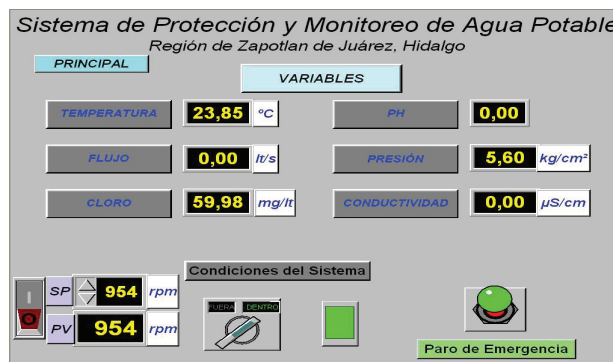 Sistema de Protección y Monitoreo de Agua Potable
Región de Zapotlan de Juárez, Hidalgo
PRINCIPAL
VARIABLES
TEMPERATURA 23,85 ºC
PH 0,00
FLUJO 0,00 lt/s
PRESIÓN 5,60 kg/cm²
CLORO 59,98 mg/lt
CONDUCTIVIDAD 0,00 µS/cm
Condiciones del Sistema
I
O
SP 954 rpm
PV 954 rpm
FUERA DENTRO
Paro de Emergencia